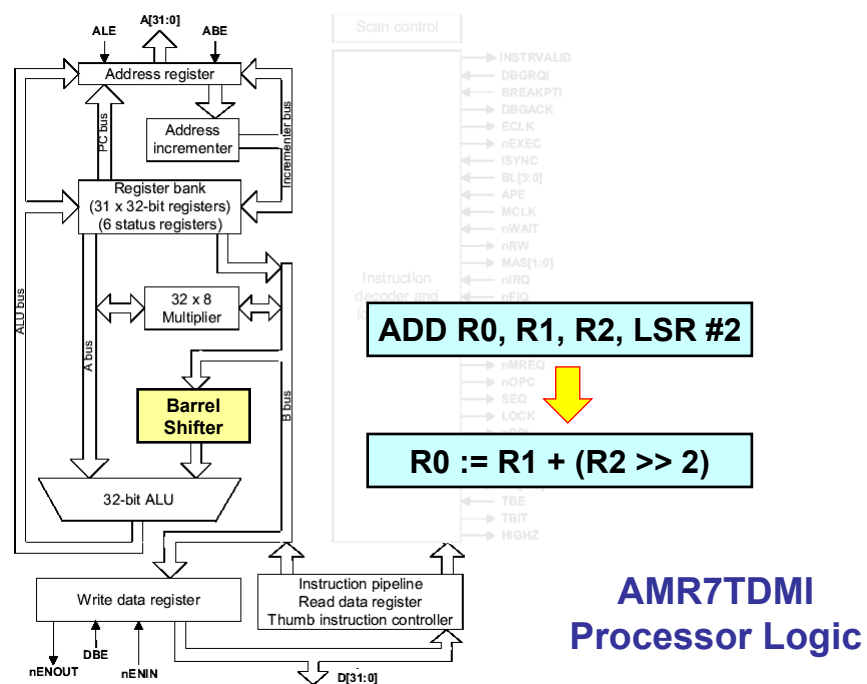 A[31:0]
ALE
ABE
Address register
PC bus
Incrementer bus
Address
incrementer
Register bank
(31 x 32-bit registers)
(6 status registers)
ALU bus
A bus
32 x 8
Multiplier
B bus
Barrel
Shifter
32-bit ALU
Write data register
Instruction pipeline
Read data register
Thumb instruction controller
nENOUT
DBE
nENIN
D[31:0]
Scan control
INSTRVALID
DBGRQI
BREAKPTI
DBGACK
ECLK
nEXEC
ISYNC
BL[3:0]
APE
MCLK
nWAIT
nRW
MAS[1:0]
nIRQ
nFIQ
Instruction
decoder and
ADD R0, R1, R2, LSR #2
nMREQ
nOPC
SEQ
LOCK
R0 := R1 + (R2 >> 2)
TBE
TBIT
HIGHZ
AMR7TDMI
Processor Logic